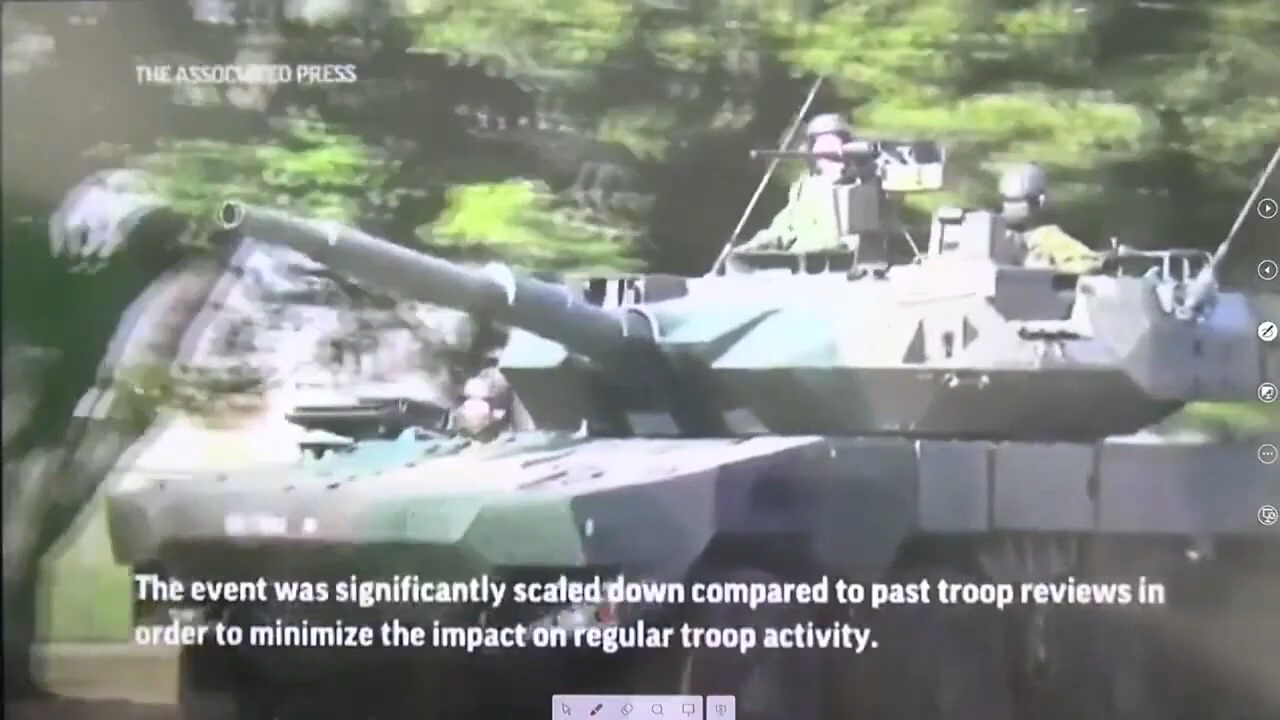 THE ASSOCIATED PRESS
The event was significantly scaled down compared to past troop reviews in
order to minimize the impact on regular troop activity.